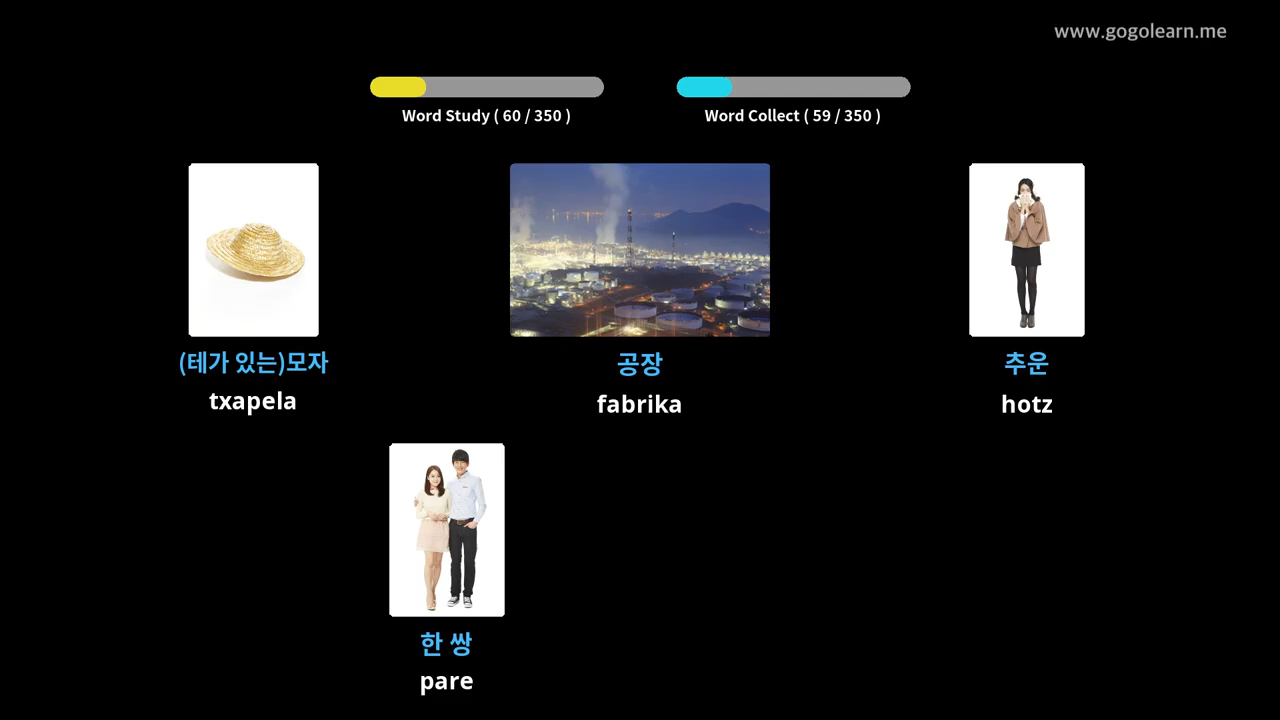 www.gogolearn.me
Word Study ( 60 / 350 )
Word Collect ( 59 / 350 )
(테가 있는)모자
txapela
공장
fabrika
추운
hotz
한 쌍
pare